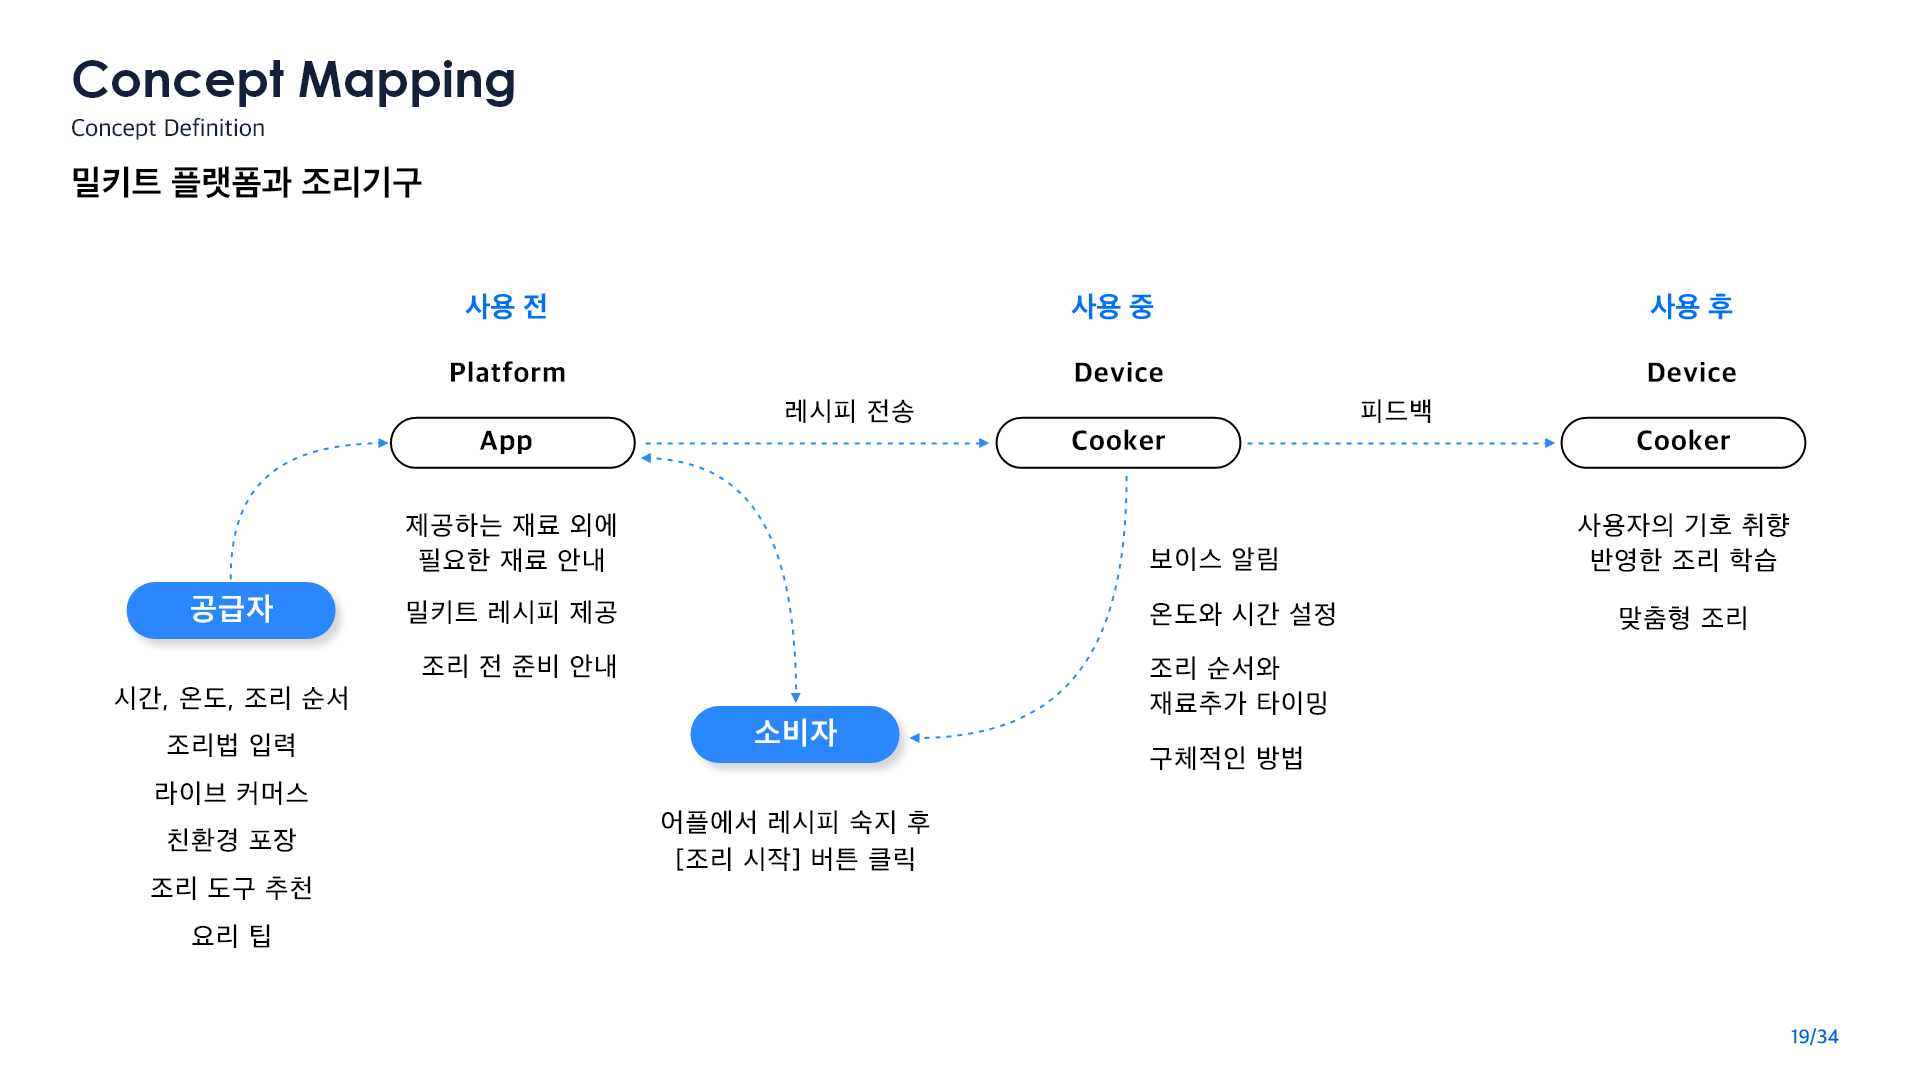 Concept Mapping
Concept Definition
밀키트 플랫폼과 조리기구
사용 전
Platform
App
제공하는 재료 외에
필요한 재료 안내
밀키트 레시피 제공
조리 전 준비 안내
레시피 전송
사용 중
Device
Cooker
보이스 알림
온도와 시간 설정
조리 순서와
재료추가 타이밍
구체적인 방법
피드백
사용 후
Device
Cooker
사용자의 기호 취향
반영한 조리 학습
맞춤형 조리
공급자
시간, 온도, 조리 순서
조리법 입력
라이브 커머스
친환경 포장
조리 도구 추천
요리 팁
소비자
어플에서 레시피 숙지 후
[조리 시작] 버튼 클릭
19/34